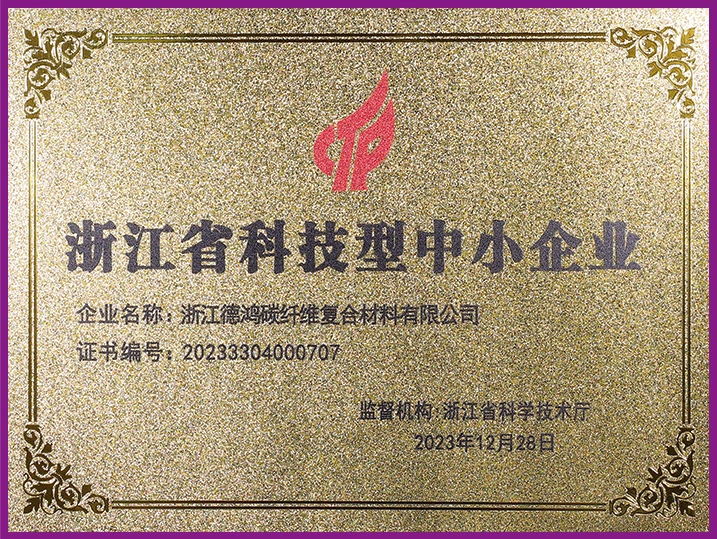 浙江省科技型中小企业
企业名称：浙江德鸿碳纤维复合材料有限公司
证书编号：20233304000707
监督机构：浙江省科学技术厅
2023年12月28日